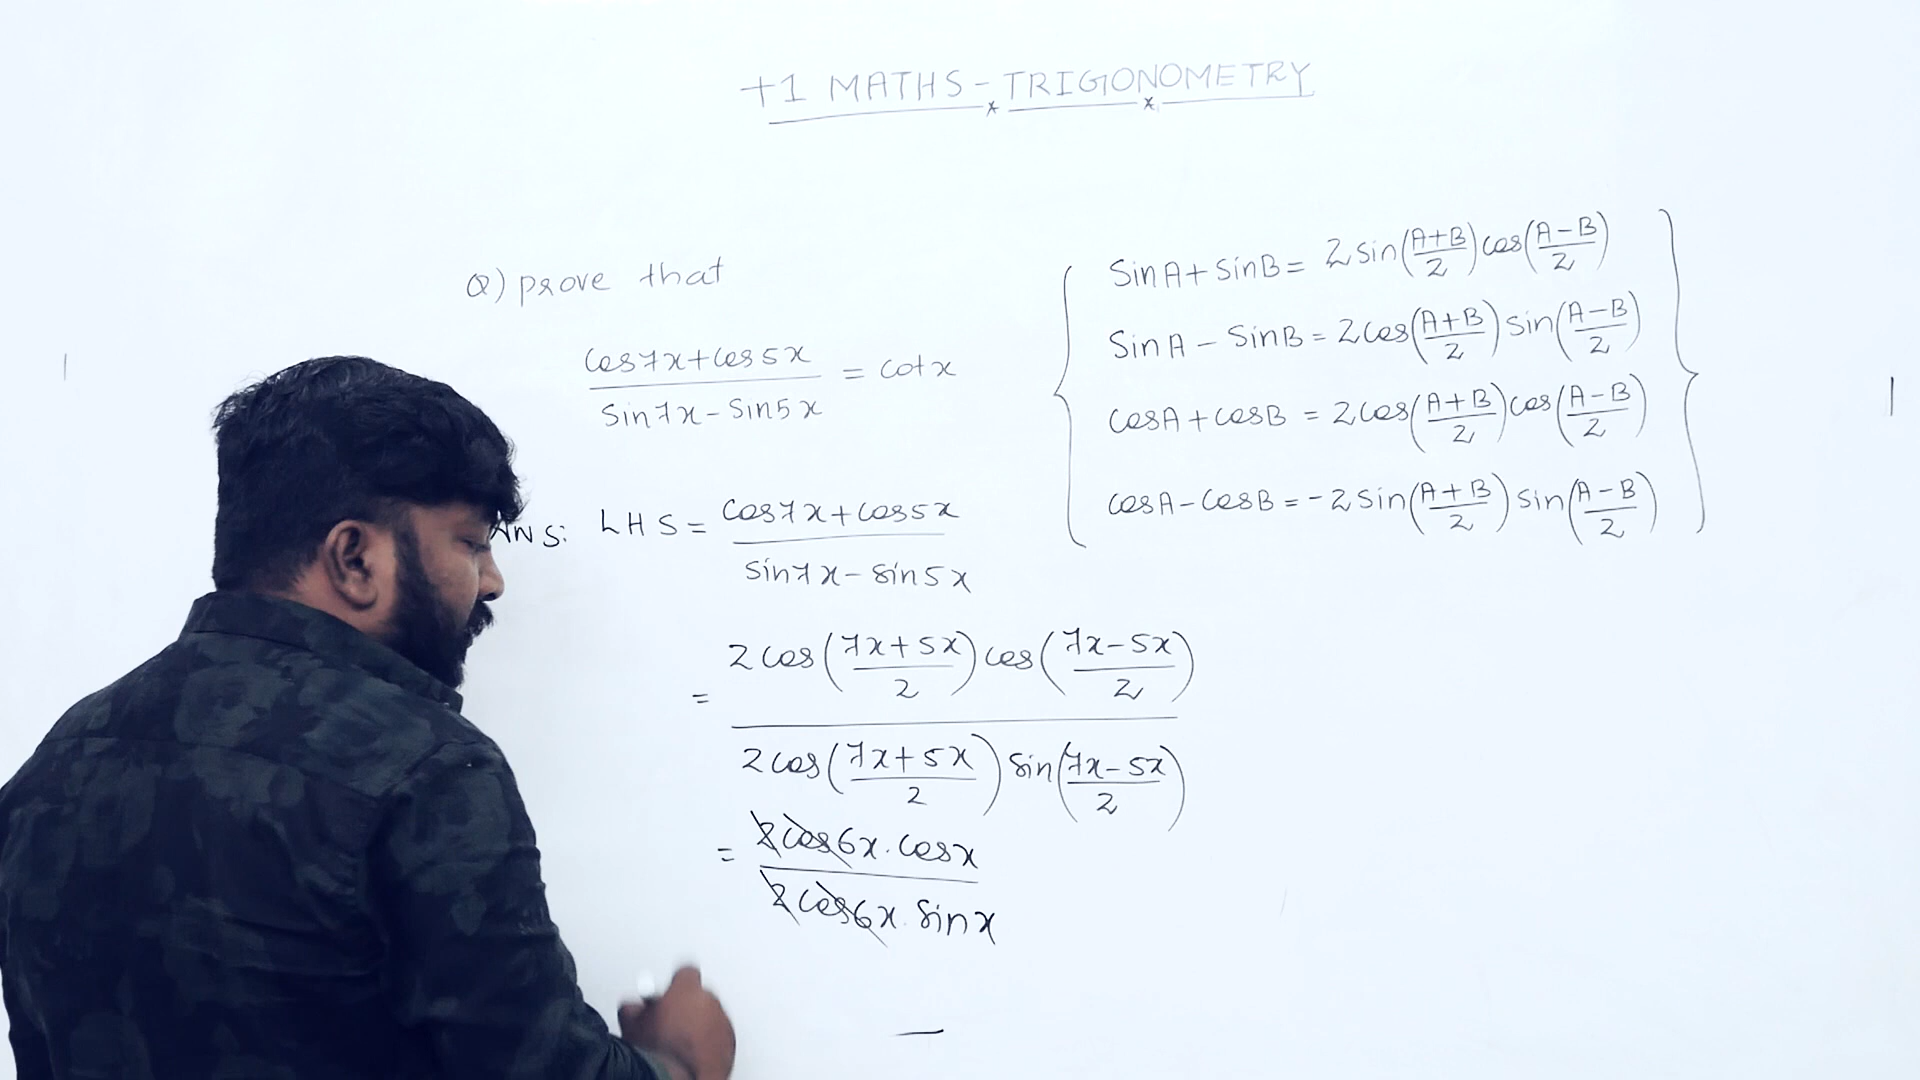 +1 MATHS - TRIGONOMETRY
Q) prove that
cos7x+cos5x
= cotx
sin7x-sin5x
SinA+sinB = 2sin(A+B/2)cos(A-B/2)
SinA - SinB = 2cos(A+B/2)sin(A-B/2)
cosA+cosB = 2cos(A+B/2)cos(A-B/2)
cosA-cosB = -2sin(A+B/2)sin(A-B/2)
ANS: LHS = cos7x+cos5x
sin7x-sin5x
= 2cos(7x+5x/2)cos(7x-5x/2)
2cos(7x+5x/2)sin(7x-5x/2)
= 2cos6x.cosx
2cos6x.sinx